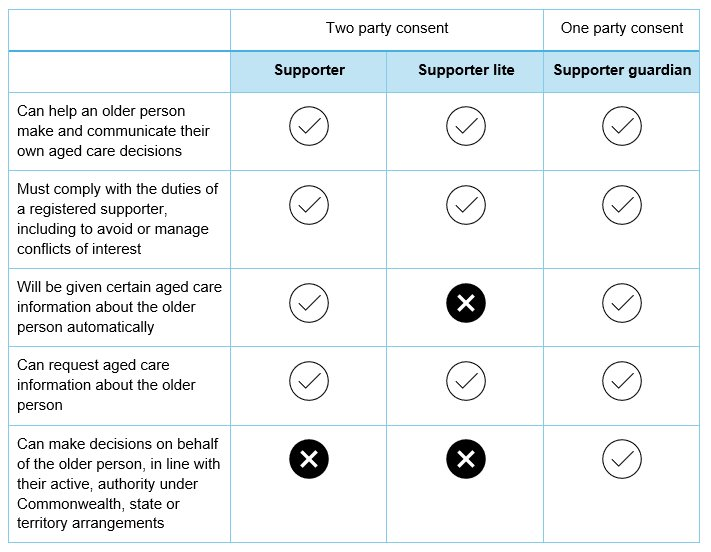 Two party consent
One party consent
Supporter
Supporter lite
Supporter guardian
Can help an older person
make and communicate their
own aged care decisions
Must comply with the duties of
a registered supporter,
including to avoid or manage
conflicts of interest
Will be given certain aged care
information about the older
person automatically
Can request aged care
information about the older
person
Can make decisions on behalf
of the older person, in line with
their active, authority under
Commonwealth, state or
territory arrangements